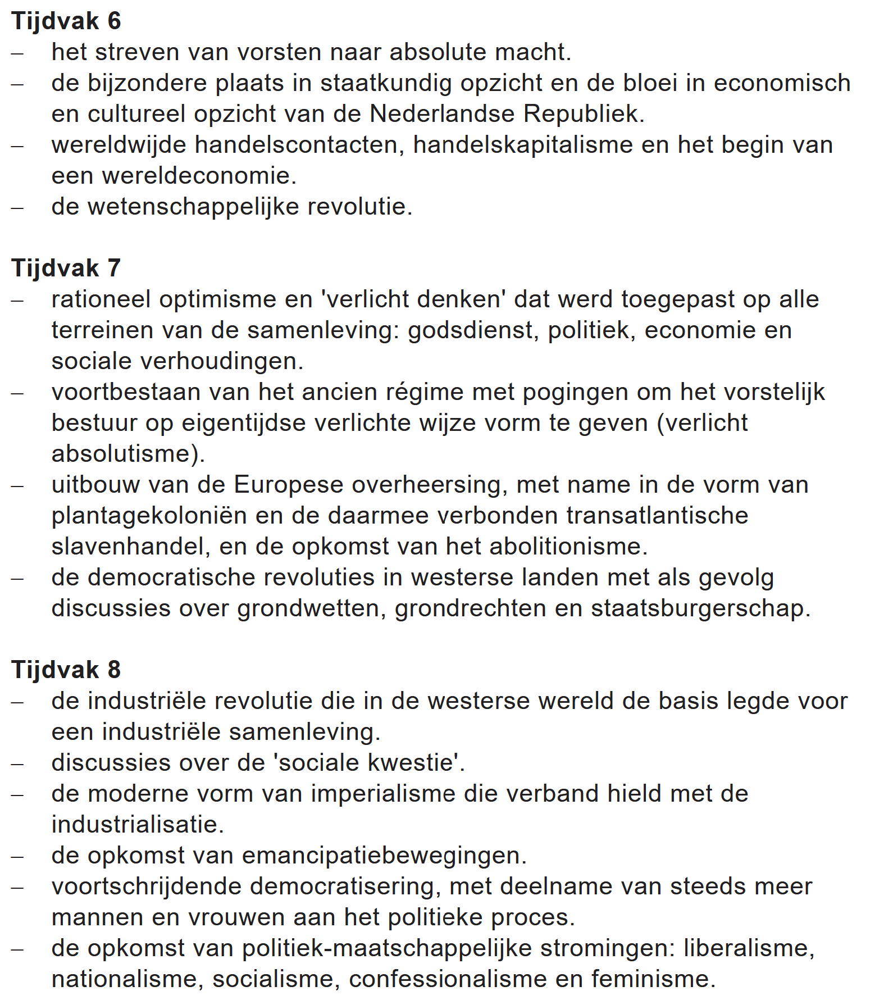 Tijdvak 6
– het streven van vorsten naar absolute macht.
– de bijzondere plaats in staatkundig opzicht en de bloei in economisch
en cultureel opzicht van de Nederlandse Republiek.
– wereldwijde handelscontacten, handelskapitalisme en het begin van
een wereldeconomie.
– de wetenschappelijke revolutie.
Tijdvak 7
– rationeel optimisme en 'verlicht denken' dat werd toegepast op alle
terreinen van de samenleving: godsdienst, politiek, economie en
sociale verhoudingen.
– voortbestaan van het ancien régime met pogingen om het vorstelijk
bestuur op eigentijdse verlichte wijze vorm te geven (verlicht
absolutisme).
– uitbouw van de Europese overheersing, met name in de vorm van
plantagekoloniën en de daarmee verbonden transatlantische
slavenhandel, en de opkomst van het abolitionisme.
– de democratische revoluties in westerse landen met als gevolg
discussies over grondwetten, grondrechten en staatsburgerschap.
Tijdvak 8
– de industriële revolutie die in de westerse wereld de basis legde voor
een industriële samenleving.
– discussies over de 'sociale kwestie'.
– de moderne vorm van imperialisme die verband hield met de
industrialisatie.
– de opkomst van emancipatiebewegingen.
– voortschrijdende democratisering, met deelname van steeds meer
mannen en vrouwen aan het politieke proces.
– de opkomst van politiek-maatschappelijke stromingen: liberalisme,
nationalisme, socialisme, confessionalisme en feminisme.